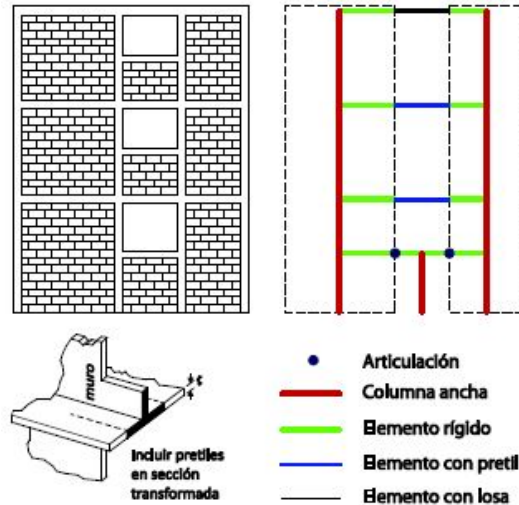 muro
t
Incluir pretiles
en sección
transformada
Articulación
Columna ancha
Elemento rígido
Elemento con pretil
Elemento con losa